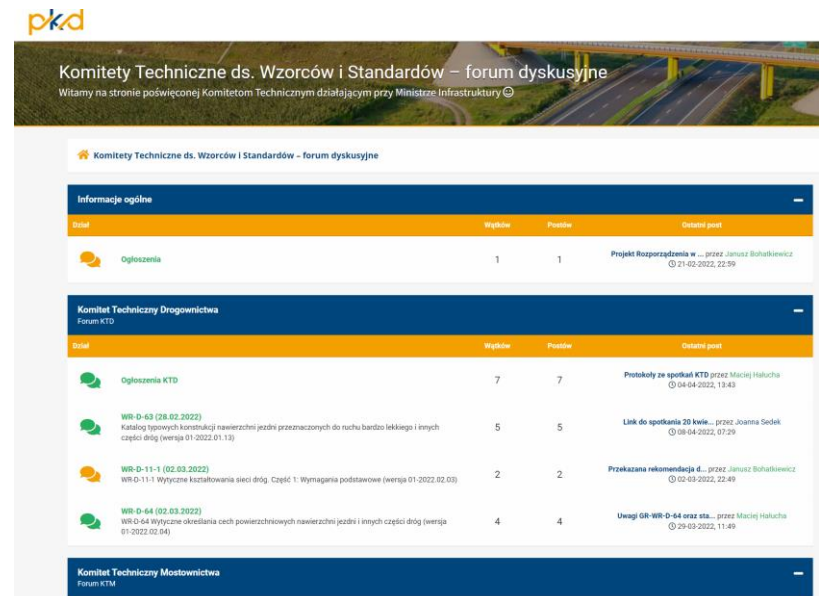 pkd
Komitety Techniczne ds. Wzorców i Standardów – forum dyskusyjne
Witamy na stronie poświęconej Komitetom Technicznym działającym przy Ministrze Infrastruktury
Komitety Techniczne ds. Wzorców i Standardów – forum dyskusyjne
Informacje ogólne
Dział Wątków Postów Ostatni post
Ogłoszenia 1 1 Projekt Rozporządzenia w ... przez Janusz Bohatkiewicz
21-02-2022, 22:59
Komitet Techniczny Drogownictwa
Forum KTD
Dział Wątków Postów Ostatni post
Ogłoszenia KTD 7 7 Protokoły ze spotkań KTD przez Maciej Hałucha
04-04-2022, 13:43
WR-D-63 (28.02.2022)
Katalog typowych konstrukcji nawierzchni jezdni przeznaczonych do ruchu bardzo lekkiego i innych
części dróg (wersja 01-2022.01.13) 5 5 Link do spotkania 20 kwie... przez Joanna Sedek
08-04-2022, 07:29
WR-D-11-1 (02.03.2022)
WR-D-11-1 Wytyczne kształtowania sieci dróg. Część 1: Wymagania podstawowe (wersja 01-2022.02.03) 2 2 Przekazana rekomendacja d... przez Janusz Bohatkiewicz
02-03-2022, 22:49
WR-D-64 (02.03.2022)
WR-D-64 Wytyczne określania cech powierzchniowych nawierzchni jezdni i innych części dróg (wersja
01-2022.02.04) 4 4 Uwagi GR-WR-D-64 oraz sta... przez Maciej Hałucha
29-03-2022, 11:49
Komitet Techniczny Mostownictwa
Forum KTM